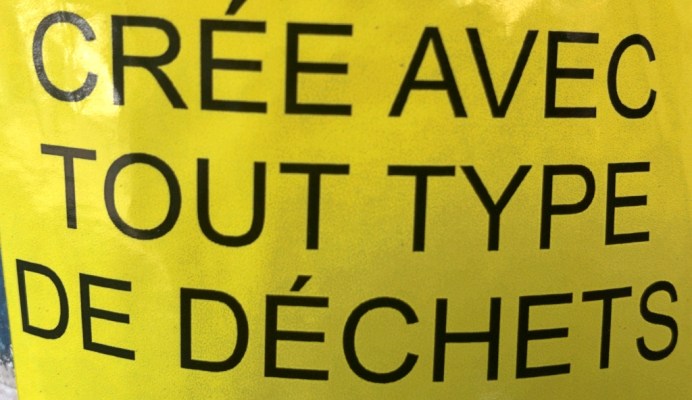 CRÉE AVEC
TOUT TYPE
DE DÉCHETS